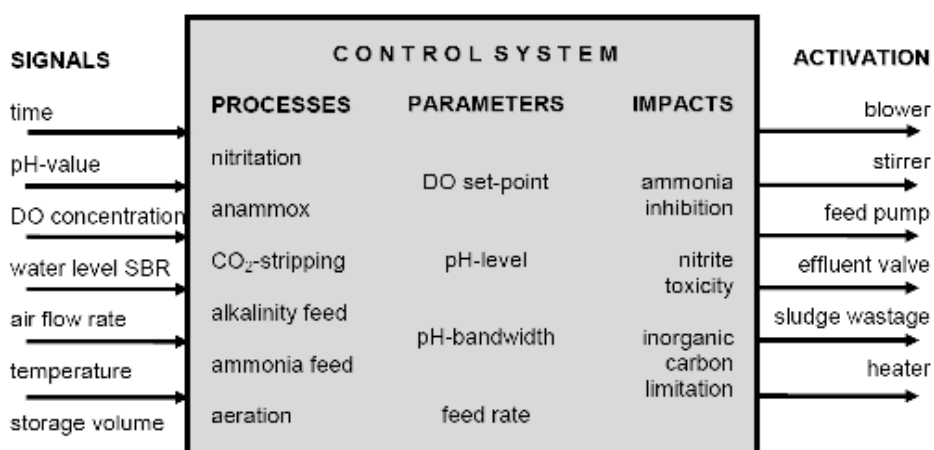 CONTROL SYSTEM
SIGNALS
time
pH-value
DO concentration
water level SBR
air flow rate
temperature
storage volume
PROCESSES
nitritation
anammox
CO₂-stripping
alkalinity feed
ammonia feed
aeration
PARAMETERS
DO set-point
pH-level
pH-bandwidth
feed rate
IMPACTS
ammonia
inhibition
nitrite
toxicity
inorganic
carbon
limitation
ACTIVATION
blower
stirrer
feed pump
effluent valve
sludge wastage
heater